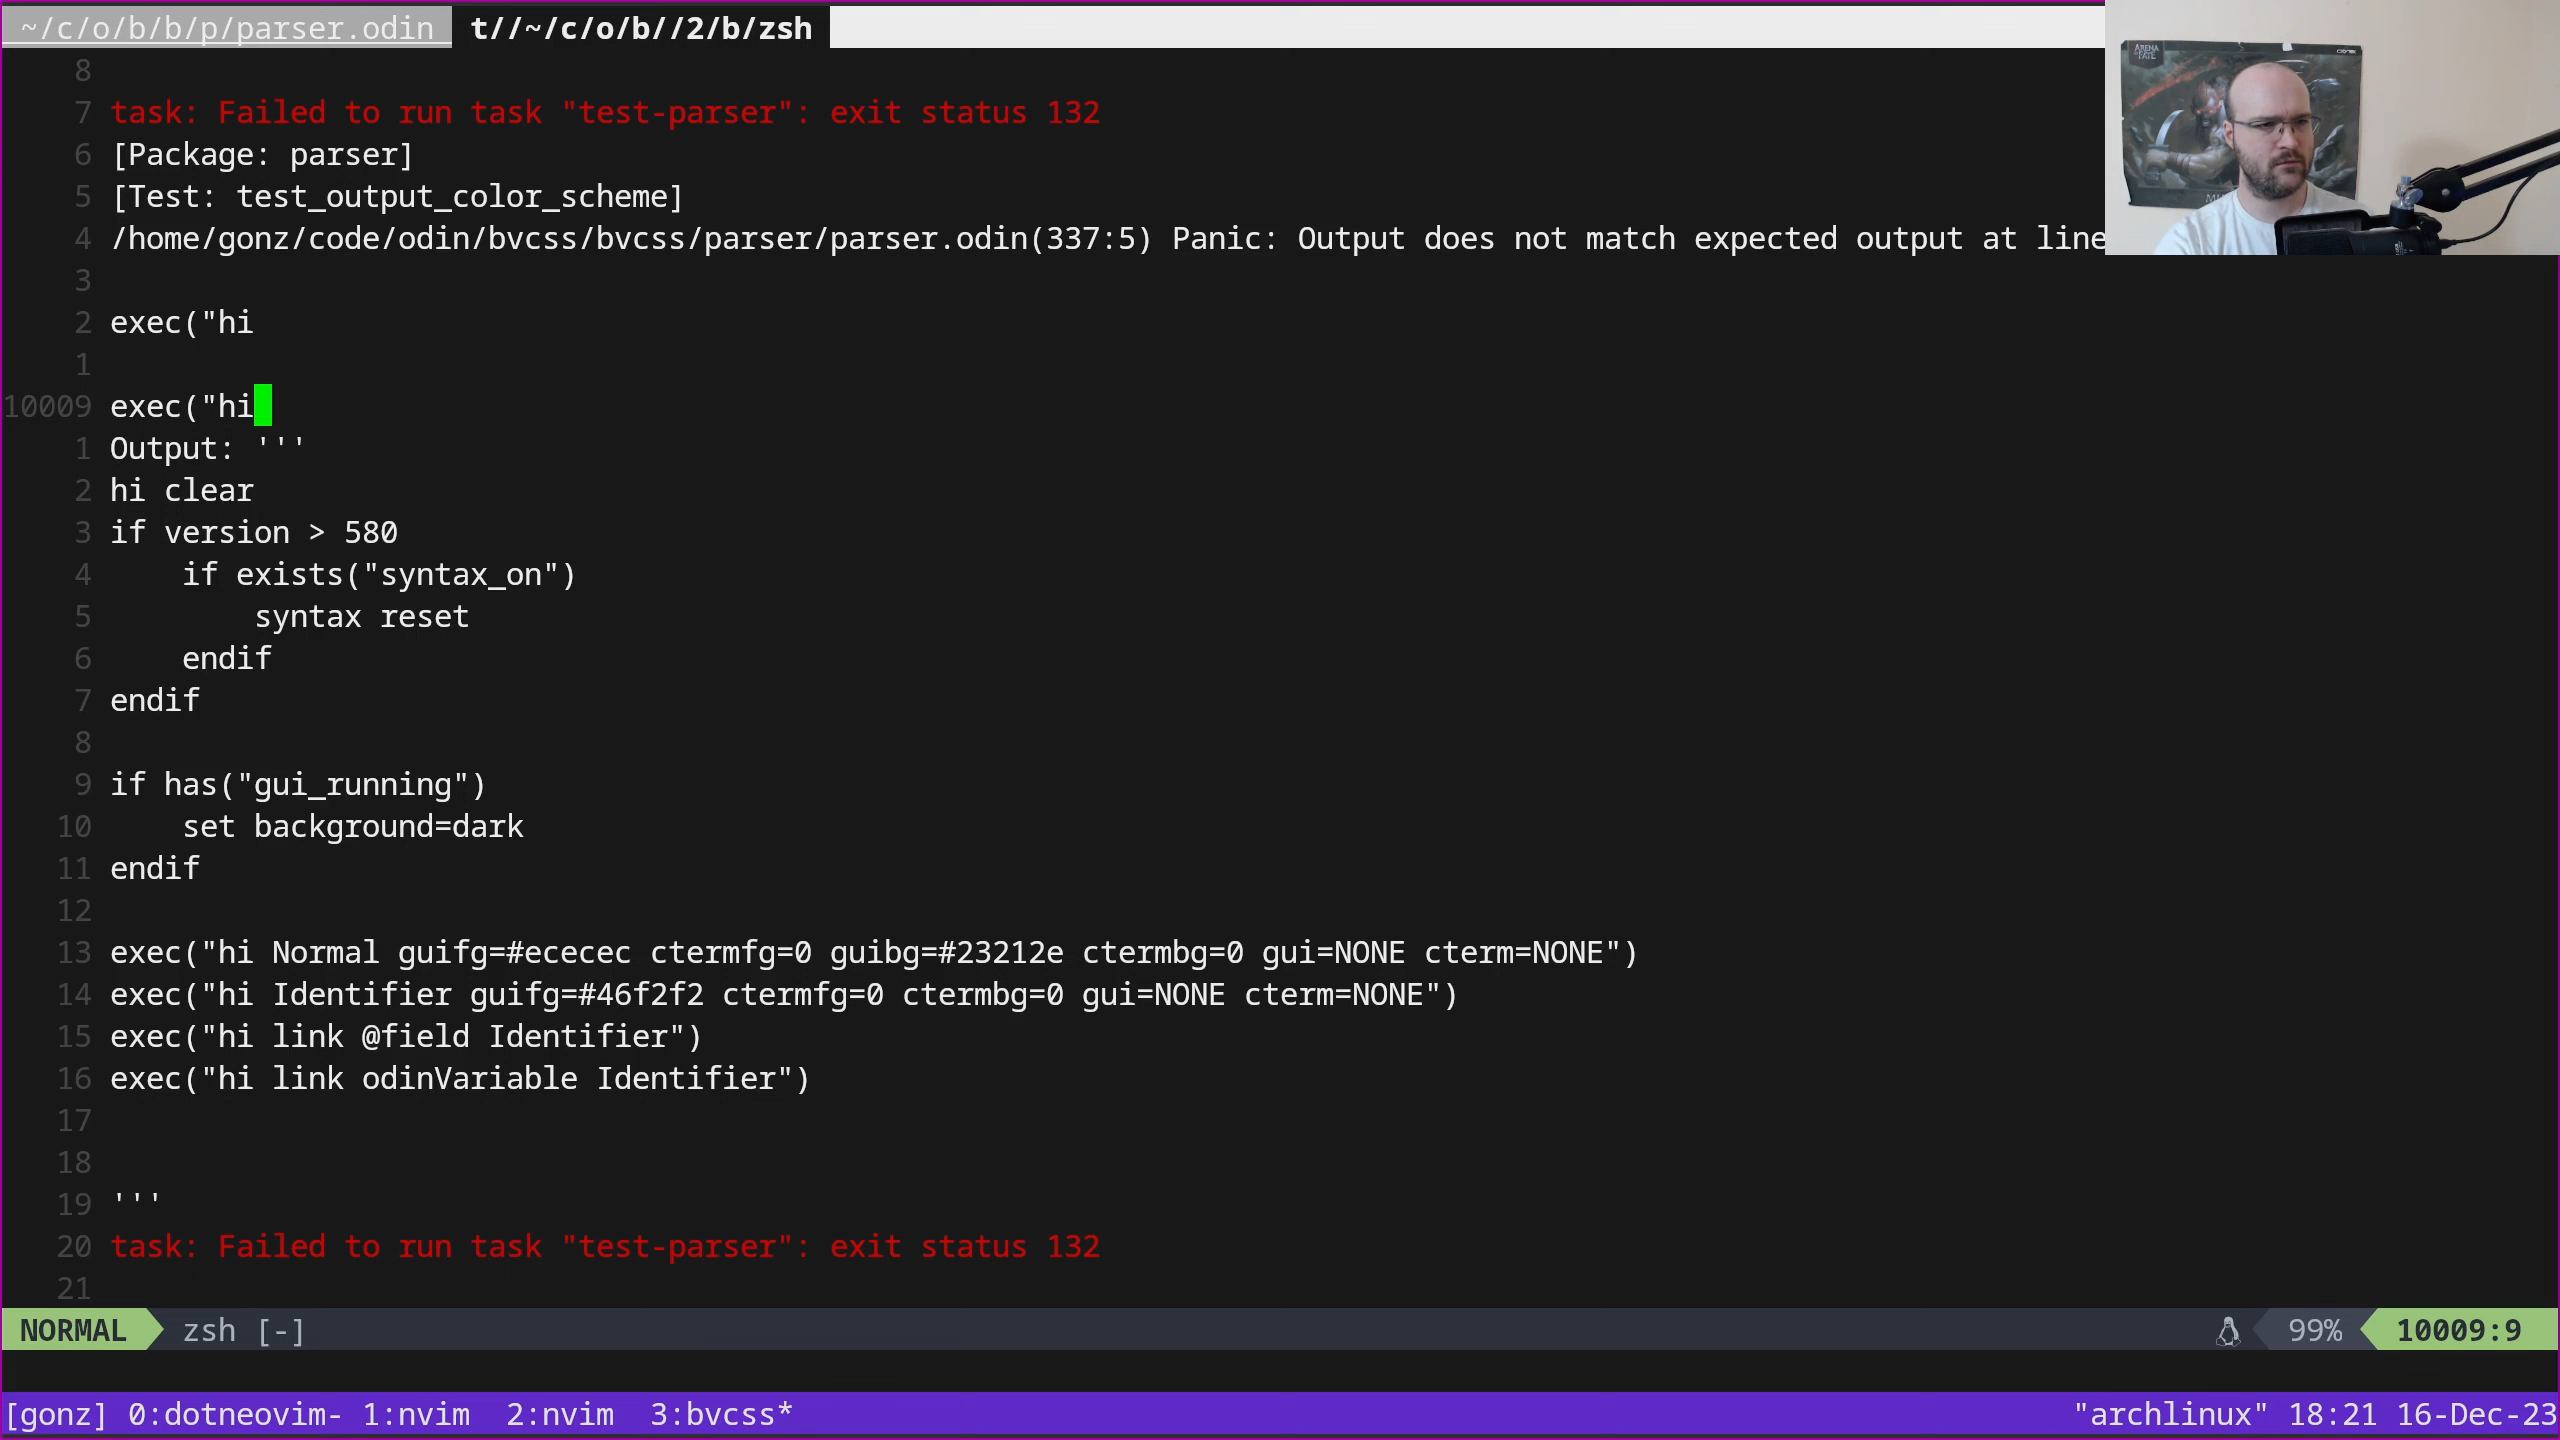 ~/c/o/b/b/p/parser.odin t//~/c/o/b//2/b/zsh
ARENA
FATE
8
7 task: Failed to run task "test-parser": exit status 132
6 [Package: parser]
5 [Test: test_output_color_scheme]
4 /home/gonz/code/odin/bvcss/bvcss/parser/parser.odin(337:5) Panic: Output does not match expected output at line
3
2 exec("hi
1
10009 exec("hi
1 Output: '''
2 hi clear
3 if version > 580
4     if exists("syntax_on")
5         syntax reset
6     endif
7 endif
8
9 if has("gui_running")
10     set background=dark
11 endif
12
13 exec("hi Normal guifg=#ececec ctermfg=0 guibg=#23212e ctermbg=0 gui=NONE cterm=NONE")
14 exec("hi Identifier guifg=#46f2f2 ctermfg=0 ctermbg=0 gui=NONE cterm=NONE")
15 exec("hi link @field Identifier")
16 exec("hi link odinVariable Identifier")
17
18
19 '''
20 task: Failed to run task "test-parser": exit status 132
21
NORMAL zsh [-] 99% 10009:9
[gonz] 0:dotneovim- 1:nvim  2:nvim  3:bvcss* "archlinux" 18:21 16-Dec-23